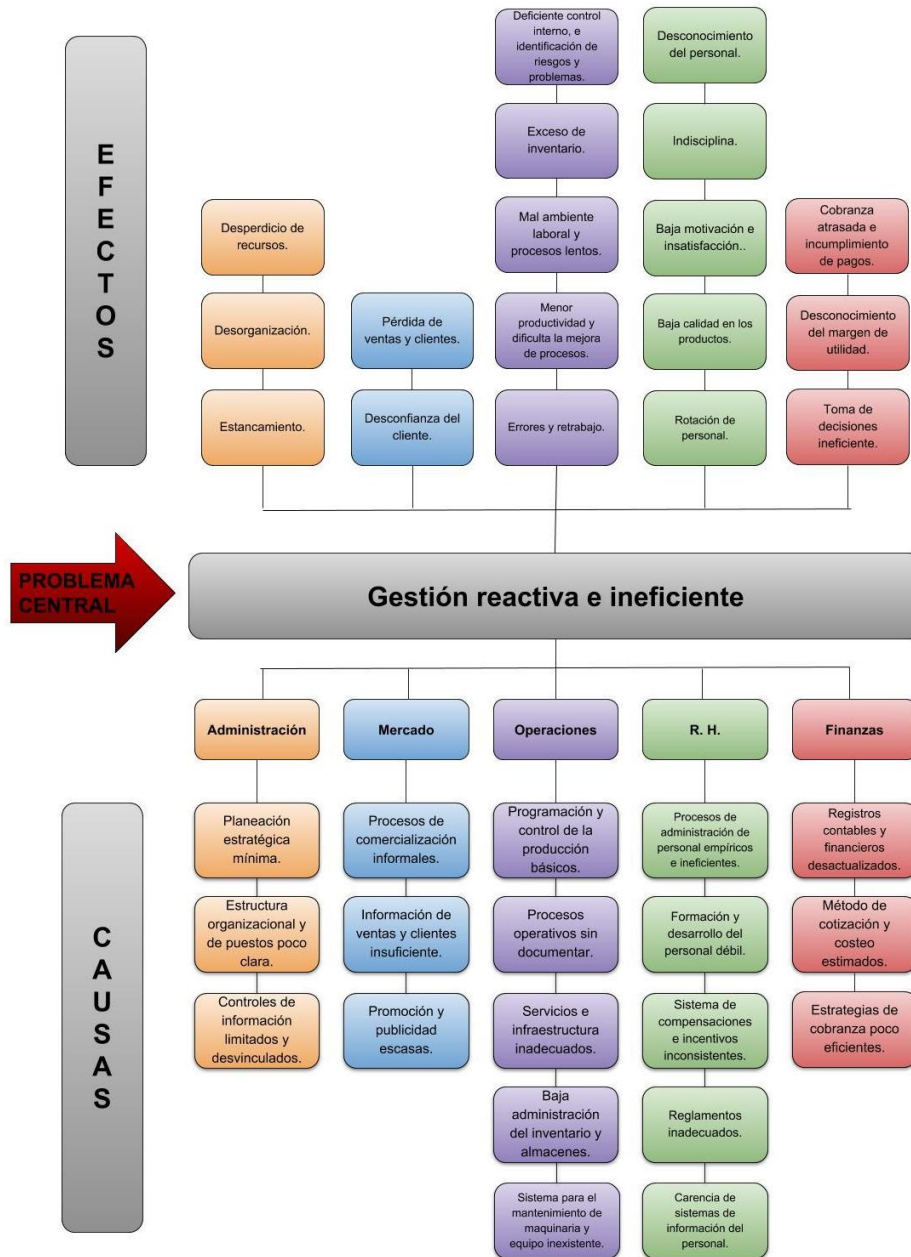 EFECTOS
Deficiente control
interno, e
identificación de
riesgos y
problemas.
Desconocimiento
del personal.
Exceso de
inventario.
Indisciplina.
Desperdicio de
recursos.
Mal ambiente
laboral y
procesos lentos.
Baja motivación e
insatisfacción..
Cobranza
atrasada e
incumplimiento
de pagos.
Desorganización.
Pérdida de
ventas y clientes.
Menor
productividad y
dificulta la mejora
de procesos.
Baja calidad en los
productos.
Desconocimiento
del margen de
utilidad.
Estancamiento.
Desconfianza del
cliente.
Errores y retrabajo.
Rotación de
personal.
Toma de
decisiones
ineficiente.
PROBLEMA
CENTRAL
Gestión reactiva e ineficiente
Administración
Mercado
Operaciones
R. H.
Finanzas
CAUSAS
Planeación
estratégica
mínima.
Procesos de
comercialización
informales.
Programación y
control de la
producción
básicos.
Procesos de
administración de
personal empíricos
e ineficientes.
Registros
contables y
financieros
desactualizados.
Estructura
organizacional y
de puestos poco
clara.
Información de
ventas y clientes
insuficiente.
Procesos
operativos sin
documentar.
Formación y
desarrollo del
personal débil.
Método de
cotización y
costeo
estimados.
Controles de
información
limitados y
desvinculados.
Promoción y
publicidad
escasas.
Servicios e
infraestructura
inadecuados.
Sistema de
compensaciones
e incentivos
inconsistentes.
Estrategias de
cobranza poco
eficientes.
Baja
administración
del inventario y
almacenes.
Reglamentos
inadecuados.
Sistema para el
mantenimiento de
maquinaria y
equipo inexistente.
Carencia de
sistemas de
información del
personal.